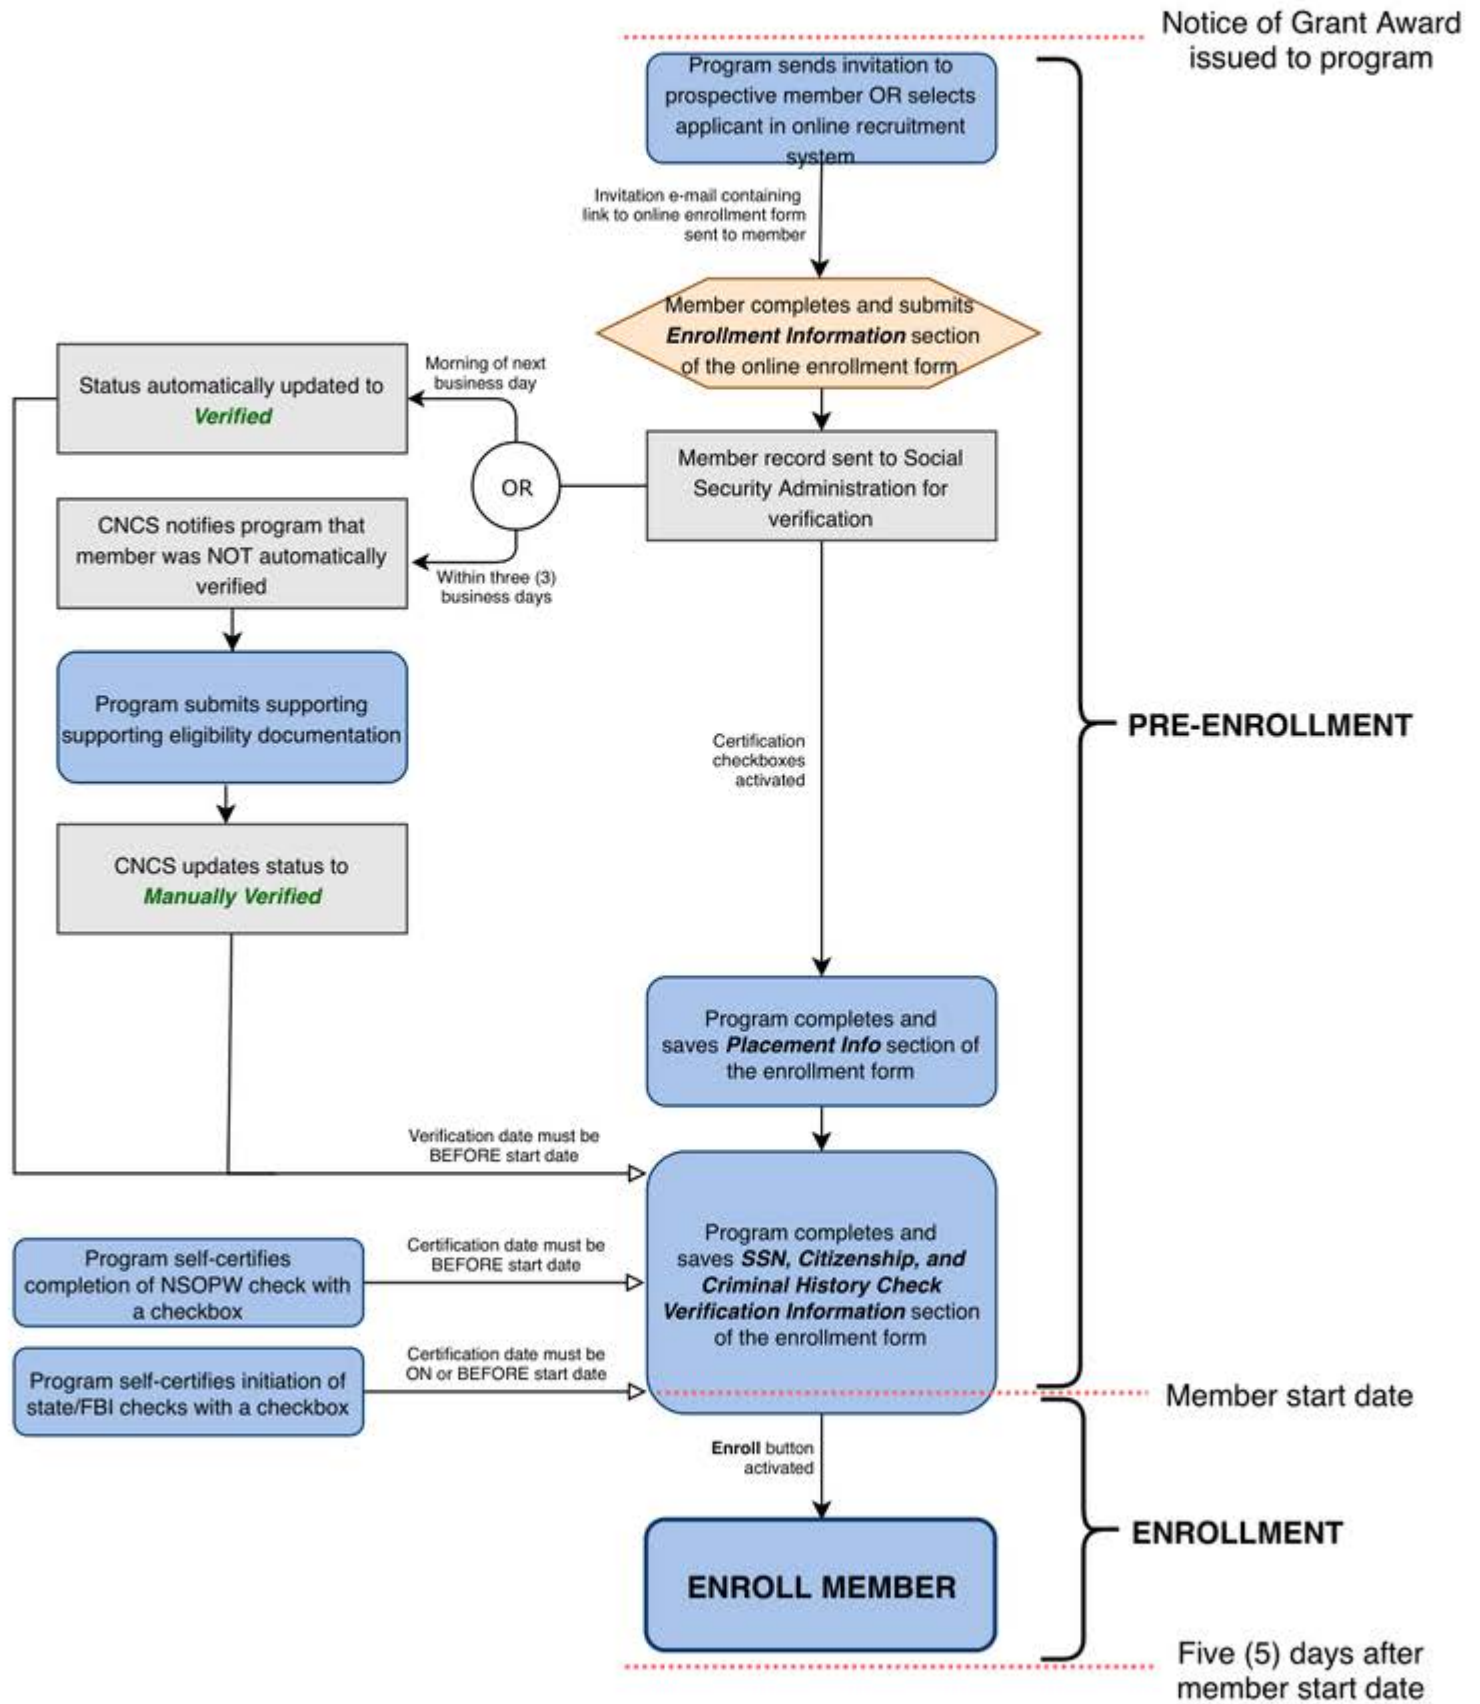 Notice of Grant Award
issued to program
Program sends invitation to
prospective member OR selects
applicant in online recruitment
system
Invitation e-mail containing
link to online enrollment form
sent to member
Member completes and submits
Enrollment Information section
of the online enrollment form
Status automatically updated to
Verified
Morning of next
business day
OR
Member record sent to Social
Security Administration for
verification
CNCS notifies program that
member was NOT automatically
verified
Within three (3)
business days
Program submits supporting
supporting eligibility documentation
Certification
checkboxes
activated
PRE-ENROLLMENT
CNCS updates status to
Manually Verified
Program completes and
saves Placement Info section of
the enrollment form
Verification date must be
BEFORE start date
Program self-certifies
completion of NSOPW check with
a checkbox
Certification date must be
BEFORE start date
Program completes and
saves SSN, Citizenship, and
Criminal History Check
Verification Information section
of the enrollment form
Program self-certifies initiation of
state/FBI checks with a checkbox
Certification date must be
ON or BEFORE start date
Member start date
Enroll button
activated
ENROLLMENT
ENROLL MEMBER
Five (5) days after
member start date